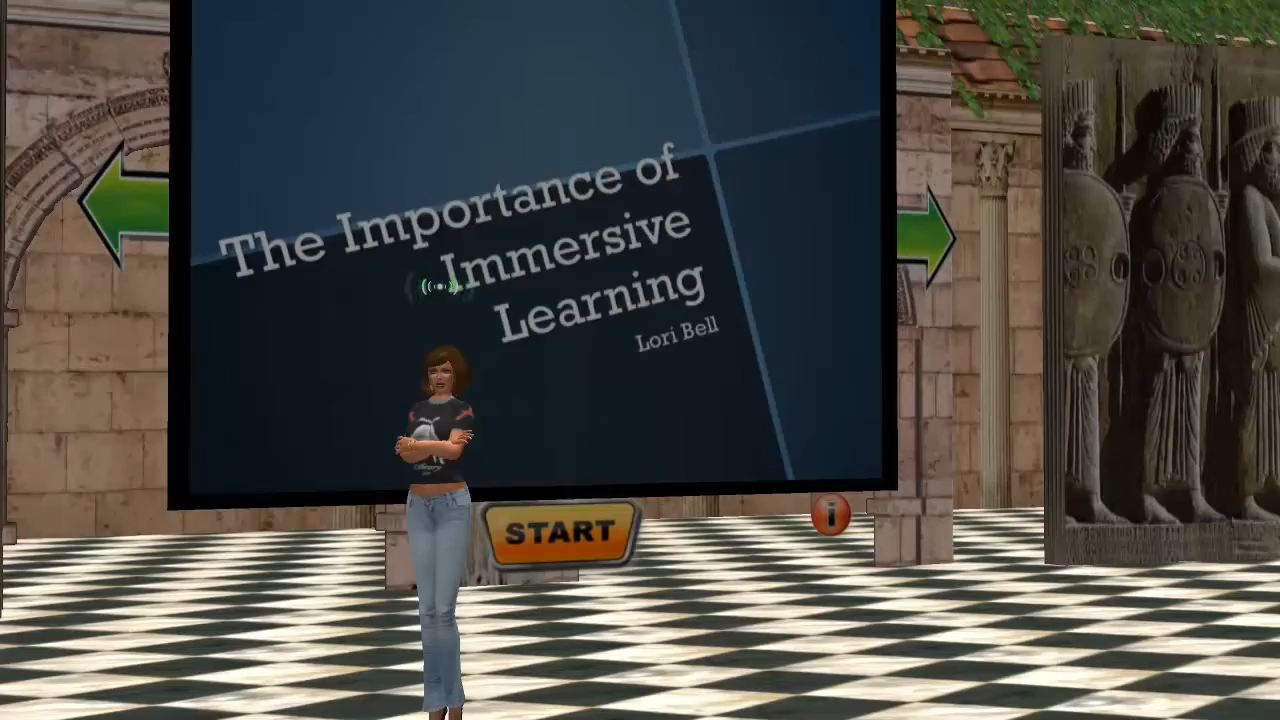 The Importance of
Immersive
Learning
Lori Bell
START
i